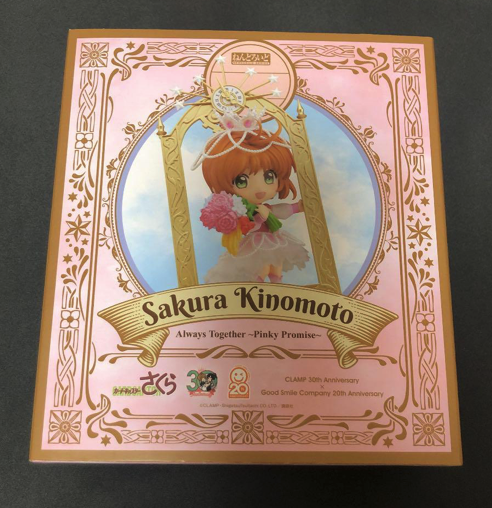 ねんどろいど
Sakura Kinomoto
Always Together ~Pinky Promise~
さくら
30
20
CLAMP 30th Anniversary
×
Good Smile Company 20th Anniversary